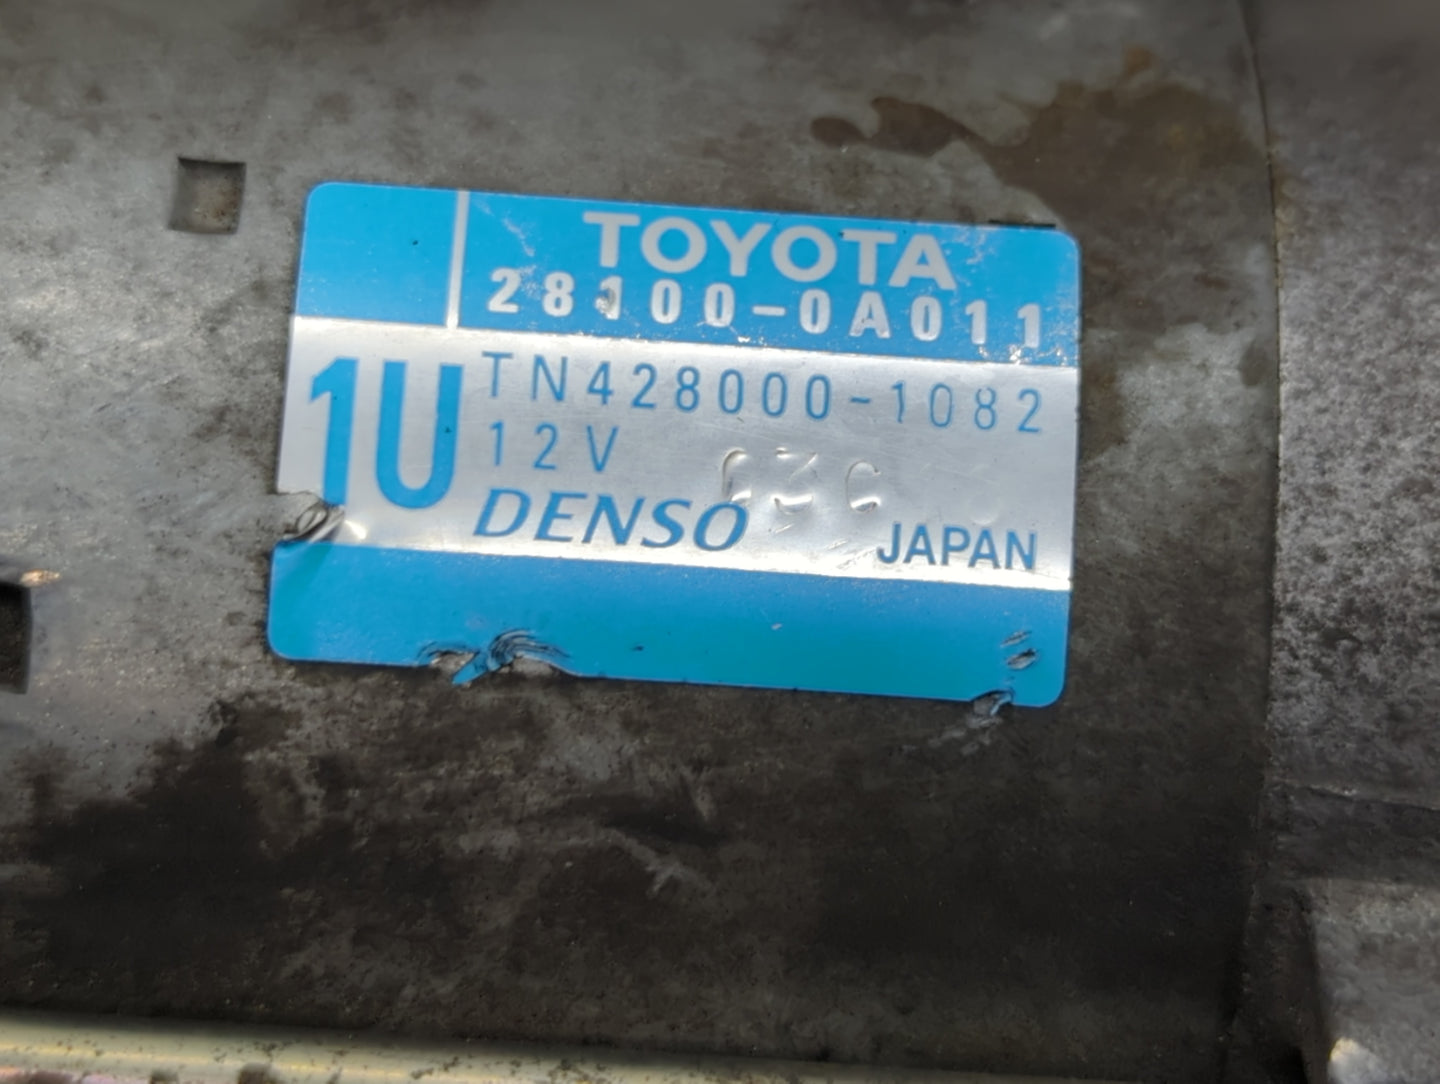 TOYOTA
28100-0A011
1U
TN428000-1082
12V
DENSO
JAPAN